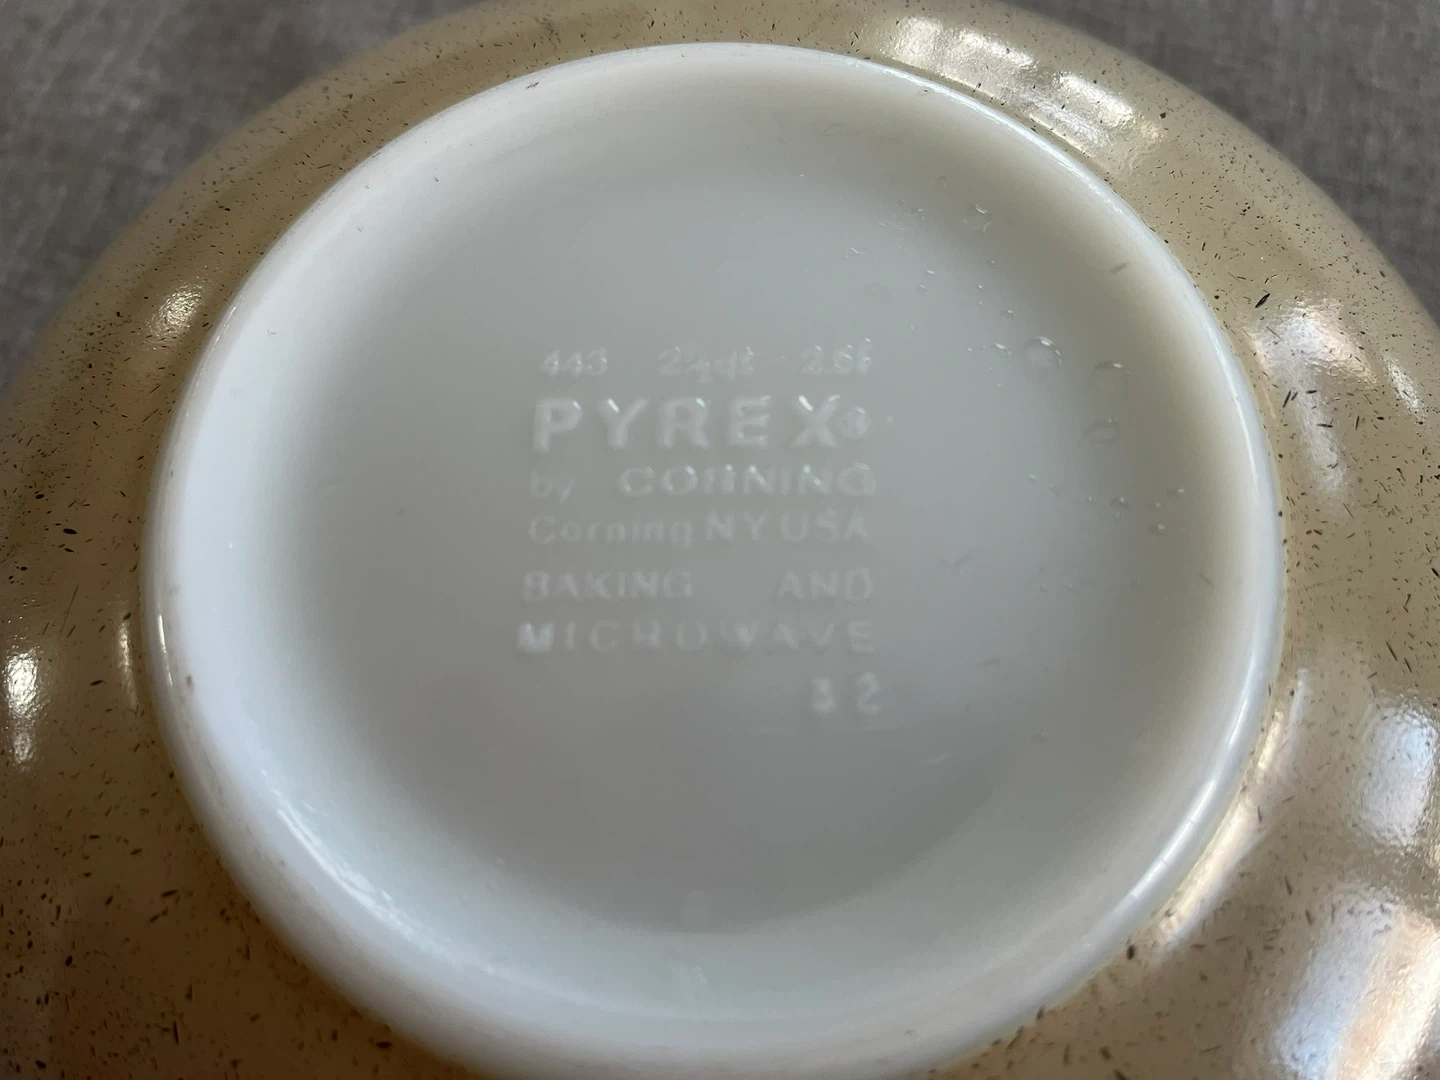 443 2½qt 2.6ℓ
PYREX®
by CORNING
Corning NY USA
BAKING AND
MICROWAVE
32